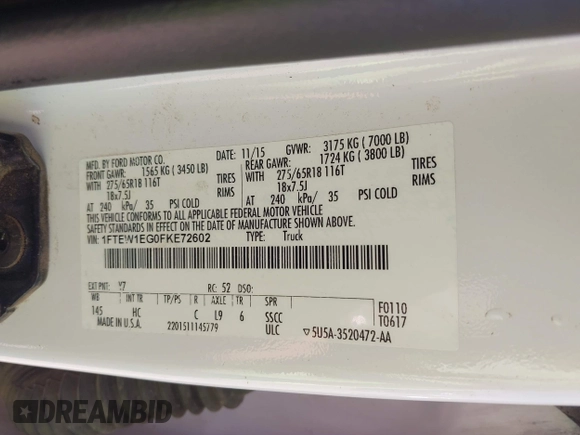 MFD. BY FORD MOTOR CO.
DATE: 11/15 GVWR: 3175 KG ( 7000 LB)
FRONT GAWR: 1565 KG ( 3450 LB) REAR GAWR: 1724 KG ( 3800 LB)
WITH 275/65R18 116T TIRES WITH 275/65R18 116T TIRES
18x7.5J RIMS 18x7.5J RIMS
AT 240 kPa/ 35 PSI COLD AT 240 kPa/ 35 PSI COLD
THIS VEHICLE CONFORMS TO ALL APPLICABLE FEDERAL MOTOR VEHICLE
SAFETY STANDARDS IN EFFECT ON THE DATE OF MANUFACTURE SHOWN ABOVE.
VIN: 1FTEW1EG0FKE72602 TYPE: Truck
EXT PNT: Y7 RC: 52 DSO:
WB INT TR TP/PS R AXLE TR SPR
145 HC C L9 6 SSCC F0110
MADE IN U.S.A. ULC T0617
2201511145779 5U5A-3520472-AA
DREAMBID